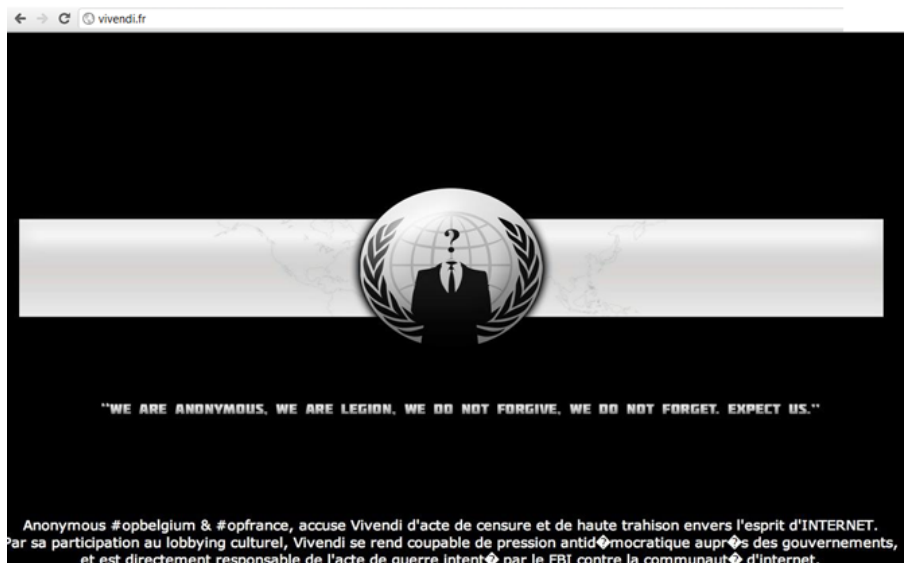 vivendi.fr
?
"WE ARE ANONYMOUS, WE ARE LEGION, WE DO NOT FORGIVE, WE DO NOT FORGET. EXPECT US."
Anonymous #opbelgium & #opfrance, accuse Vivendi d'acte de censure et de haute trahison envers l'esprit d'INTERNET.
Par sa participation au lobbying culturel, Vivendi se rend coupable de pression antid�mocratique aupr�s des gouvernements,
et est directement responsable de l'acte de guerre intent� par le FBI contre la communaut� d'internet.